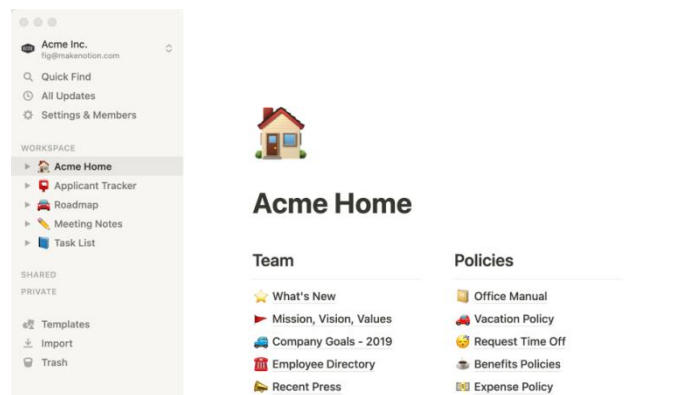 Acme Inc.
fig@makenotion.com
Quick Find
All Updates
Settings & Members
WORKSPACE
Acme Home
Applicant Tracker
Roadmap
Meeting Notes
Task List
SHARED
PRIVATE
Templates
Import
Trash
Acme Home
Team
What's New
Mission, Vision, Values
Company Goals - 2019
Employee Directory
Recent Press
Policies
Office Manual
Vacation Policy
Request Time Off
Benefits Policies
Expense Policy